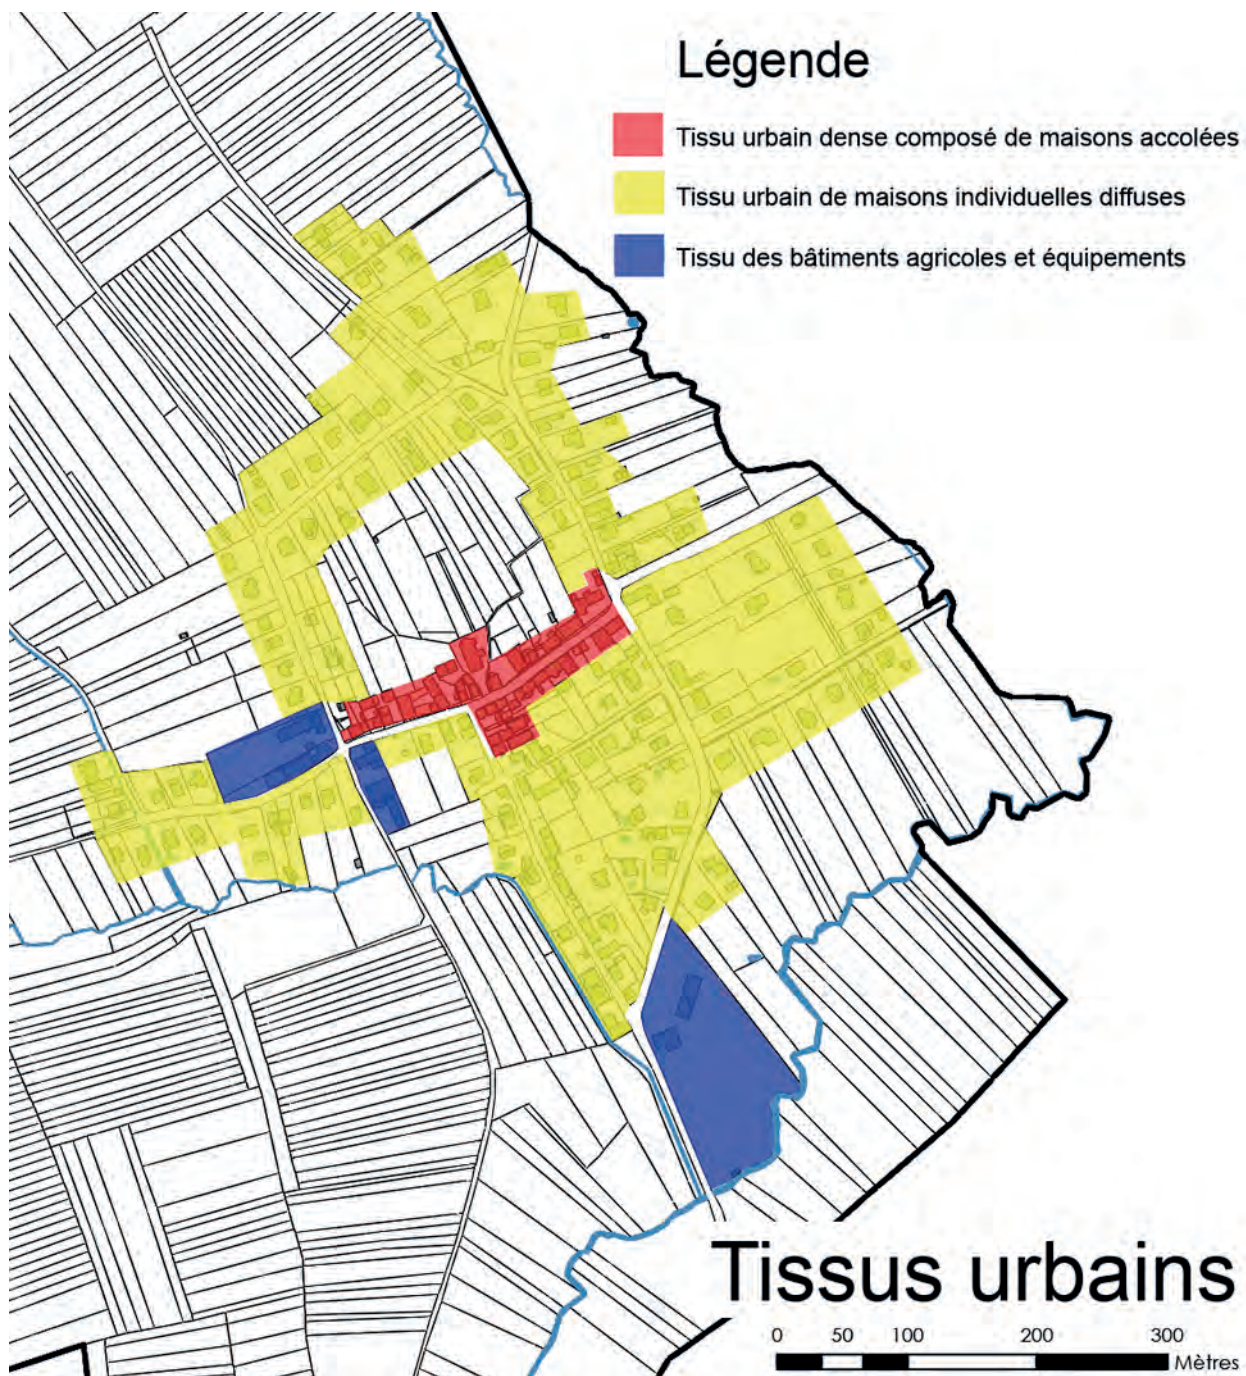 Légende
Tissu urbain dense composé de maisons accolées
Tissu urbain de maisons individuelles diffuses
Tissu des bâtiments agricoles et équipements
Tissus urbains
0 50 100 200 300
Mètres